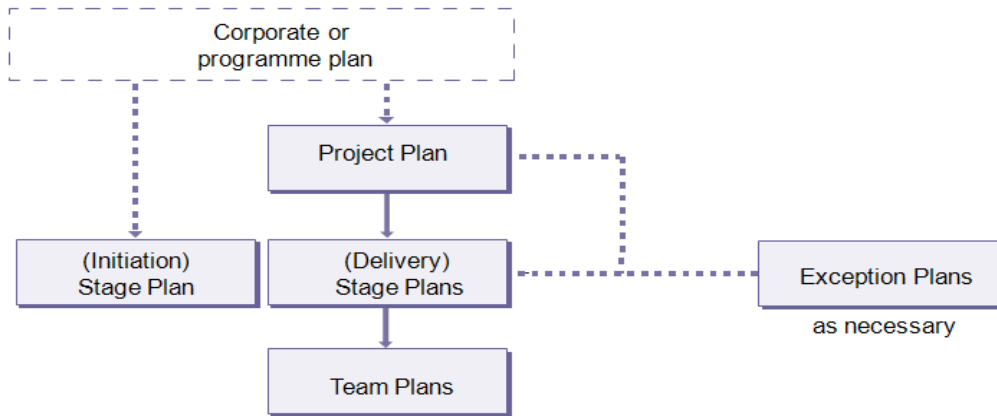 Corporate or
programme plan
Project Plan
(Initiation)
Stage Plan
(Delivery)
Stage Plans
Exception Plans
as necessary
Team Plans